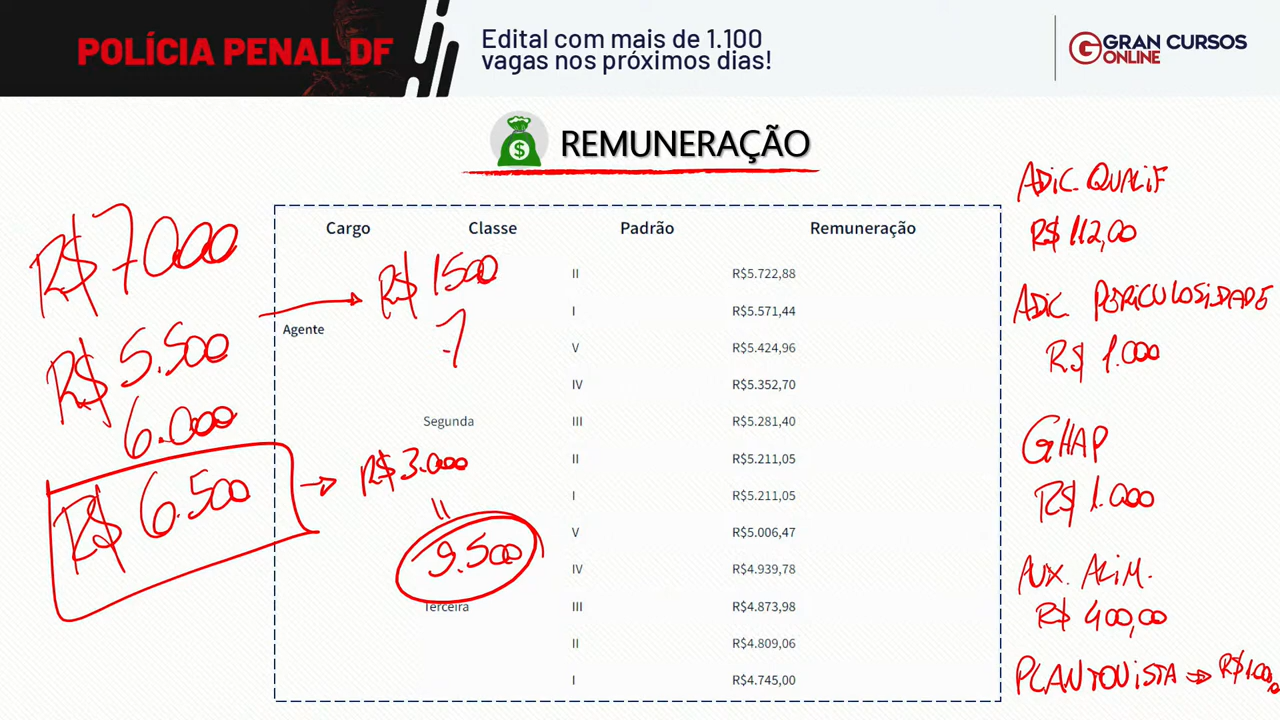 POLÍCIA PENAL DF
Edital com mais de 1.100
vagas nos próximos dias!
GRAN CURSOS
ONLINE
REMUNERAÇÃO
Cargo Classe Padrão Remuneração
II R$5.722,88
I R$5.571,44
Agente
V R$5.424,96
IV R$5.352,70
Segunda III R$5.281,40
II R$5.211,05
I R$5.211,05
V R$5.006,47
IV R$4.939,78
Terceira III R$4.873,98
II R$4.809,06
I R$4.745,00
R$ 7000
R$ 5.500
6.000
R$ 6.500
R$ 1500
?
R$ 3.000
9.500
ADIC. QUALIF
R$ 112,00
ADIC. PERICULOSIDADE
R$ 1.000
GHAP
R$ 1.000
AUX. ALIM.
R$ 400,00
PLANTONISTA